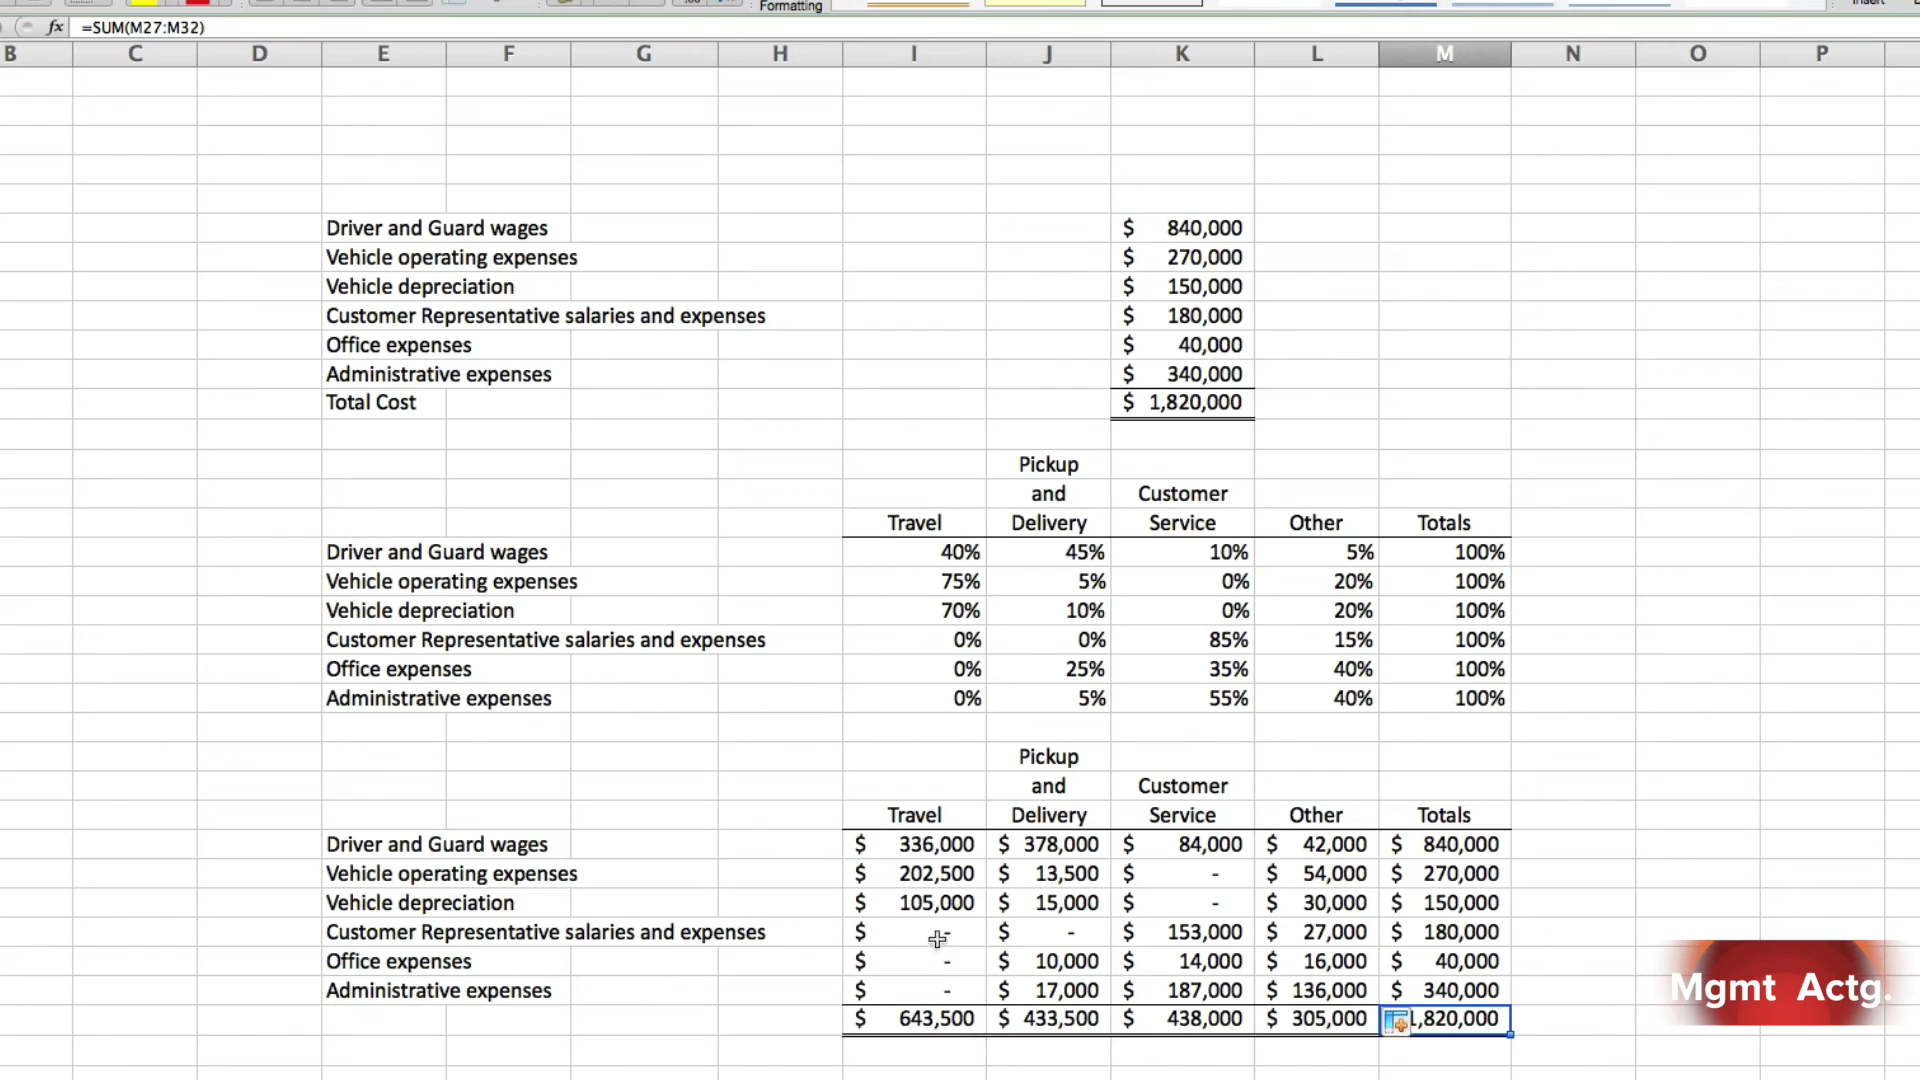 Formatting
Insert
fx =SUM(M27:M32)
B C D E F G H I J K L M N O P
Driver and Guard wages $ 840,000
Vehicle operating expenses $ 270,000
Vehicle depreciation $ 150,000
Customer Representative salaries and expenses $ 180,000
Office expenses $ 40,000
Administrative expenses $ 340,000
Total Cost $ 1,820,000
Pickup
and Customer
Travel Delivery Service Other Totals
Driver and Guard wages 40% 45% 10% 5% 100%
Vehicle operating expenses 75% 5% 0% 20% 100%
Vehicle depreciation 70% 10% 0% 20% 100%
Customer Representative salaries and expenses 0% 0% 85% 15% 100%
Office expenses 0% 25% 35% 40% 100%
Administrative expenses 0% 5% 55% 40% 100%
Pickup
and Customer
Travel Delivery Service Other Totals
Driver and Guard wages $ 336,000 $ 378,000 $ 84,000 $ 42,000 $ 840,000
Vehicle operating expenses $ 202,500 $ 13,500 $ - $ 54,000 $ 270,000
Vehicle depreciation $ 105,000 $ 15,000 $ - $ 30,000 $ 150,000
Customer Representative salaries and expenses $ - $ - $ 153,000 $ 27,000 $ 180,000
Office expenses $ - $ 10,000 $ 14,000 $ 16,000 $ 40,000
Administrative expenses $ - $ 17,000 $ 187,000 $ 136,000 $ 340,000
$ 643,500 $ 433,500 $ 438,000 $ 305,000 1,820,000
Mgmt Actg.